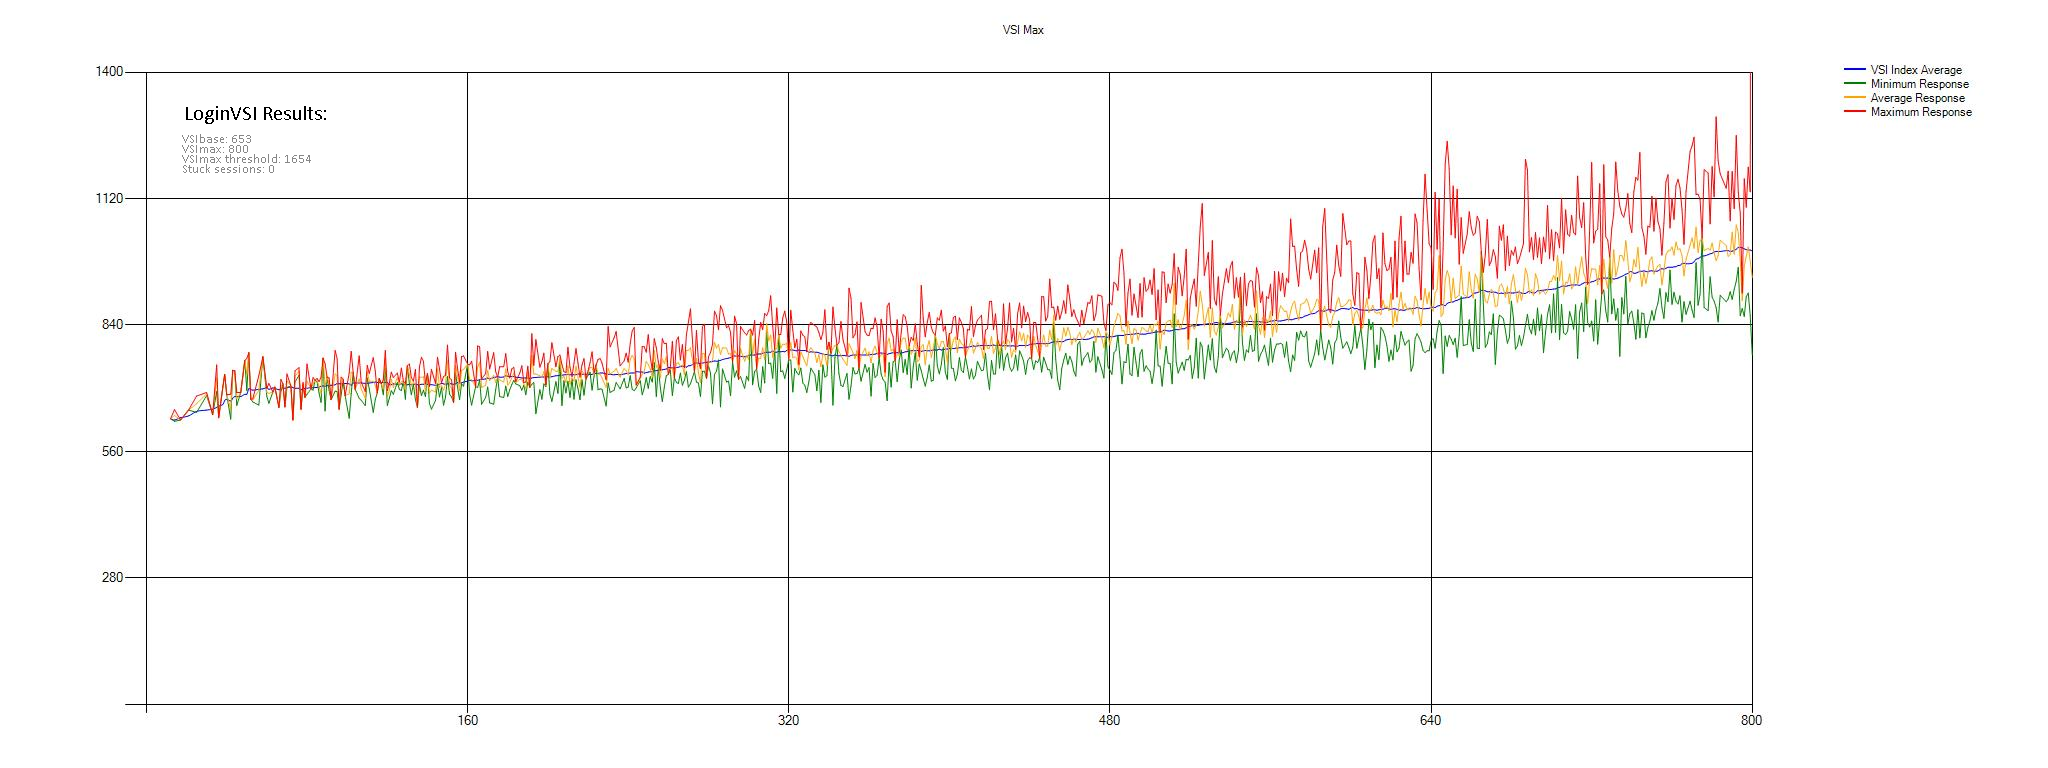 VSI Max
1400
1120
840
560
280
160
320
480
640
800
LoginVSI Results:
VSIbase: 653
VSImax: 800
VSImax threshold: 1654
Stuck sessions: 0
VSI Index Average
Minimum Response
Average Response
Maximum Response